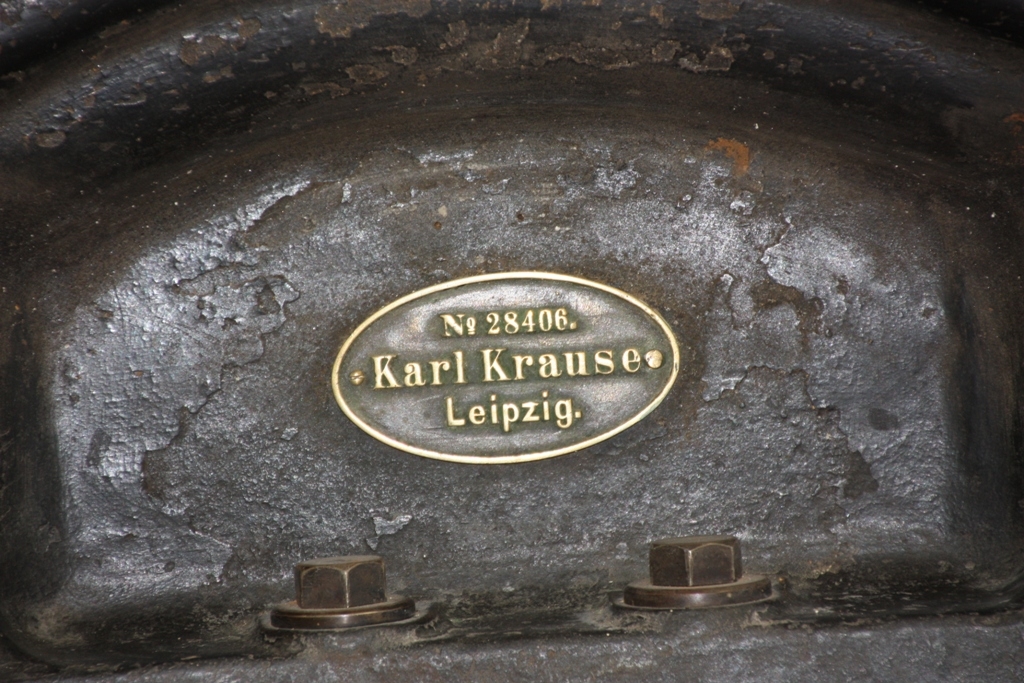 № 28406.
Karl Krause
Leipzig.